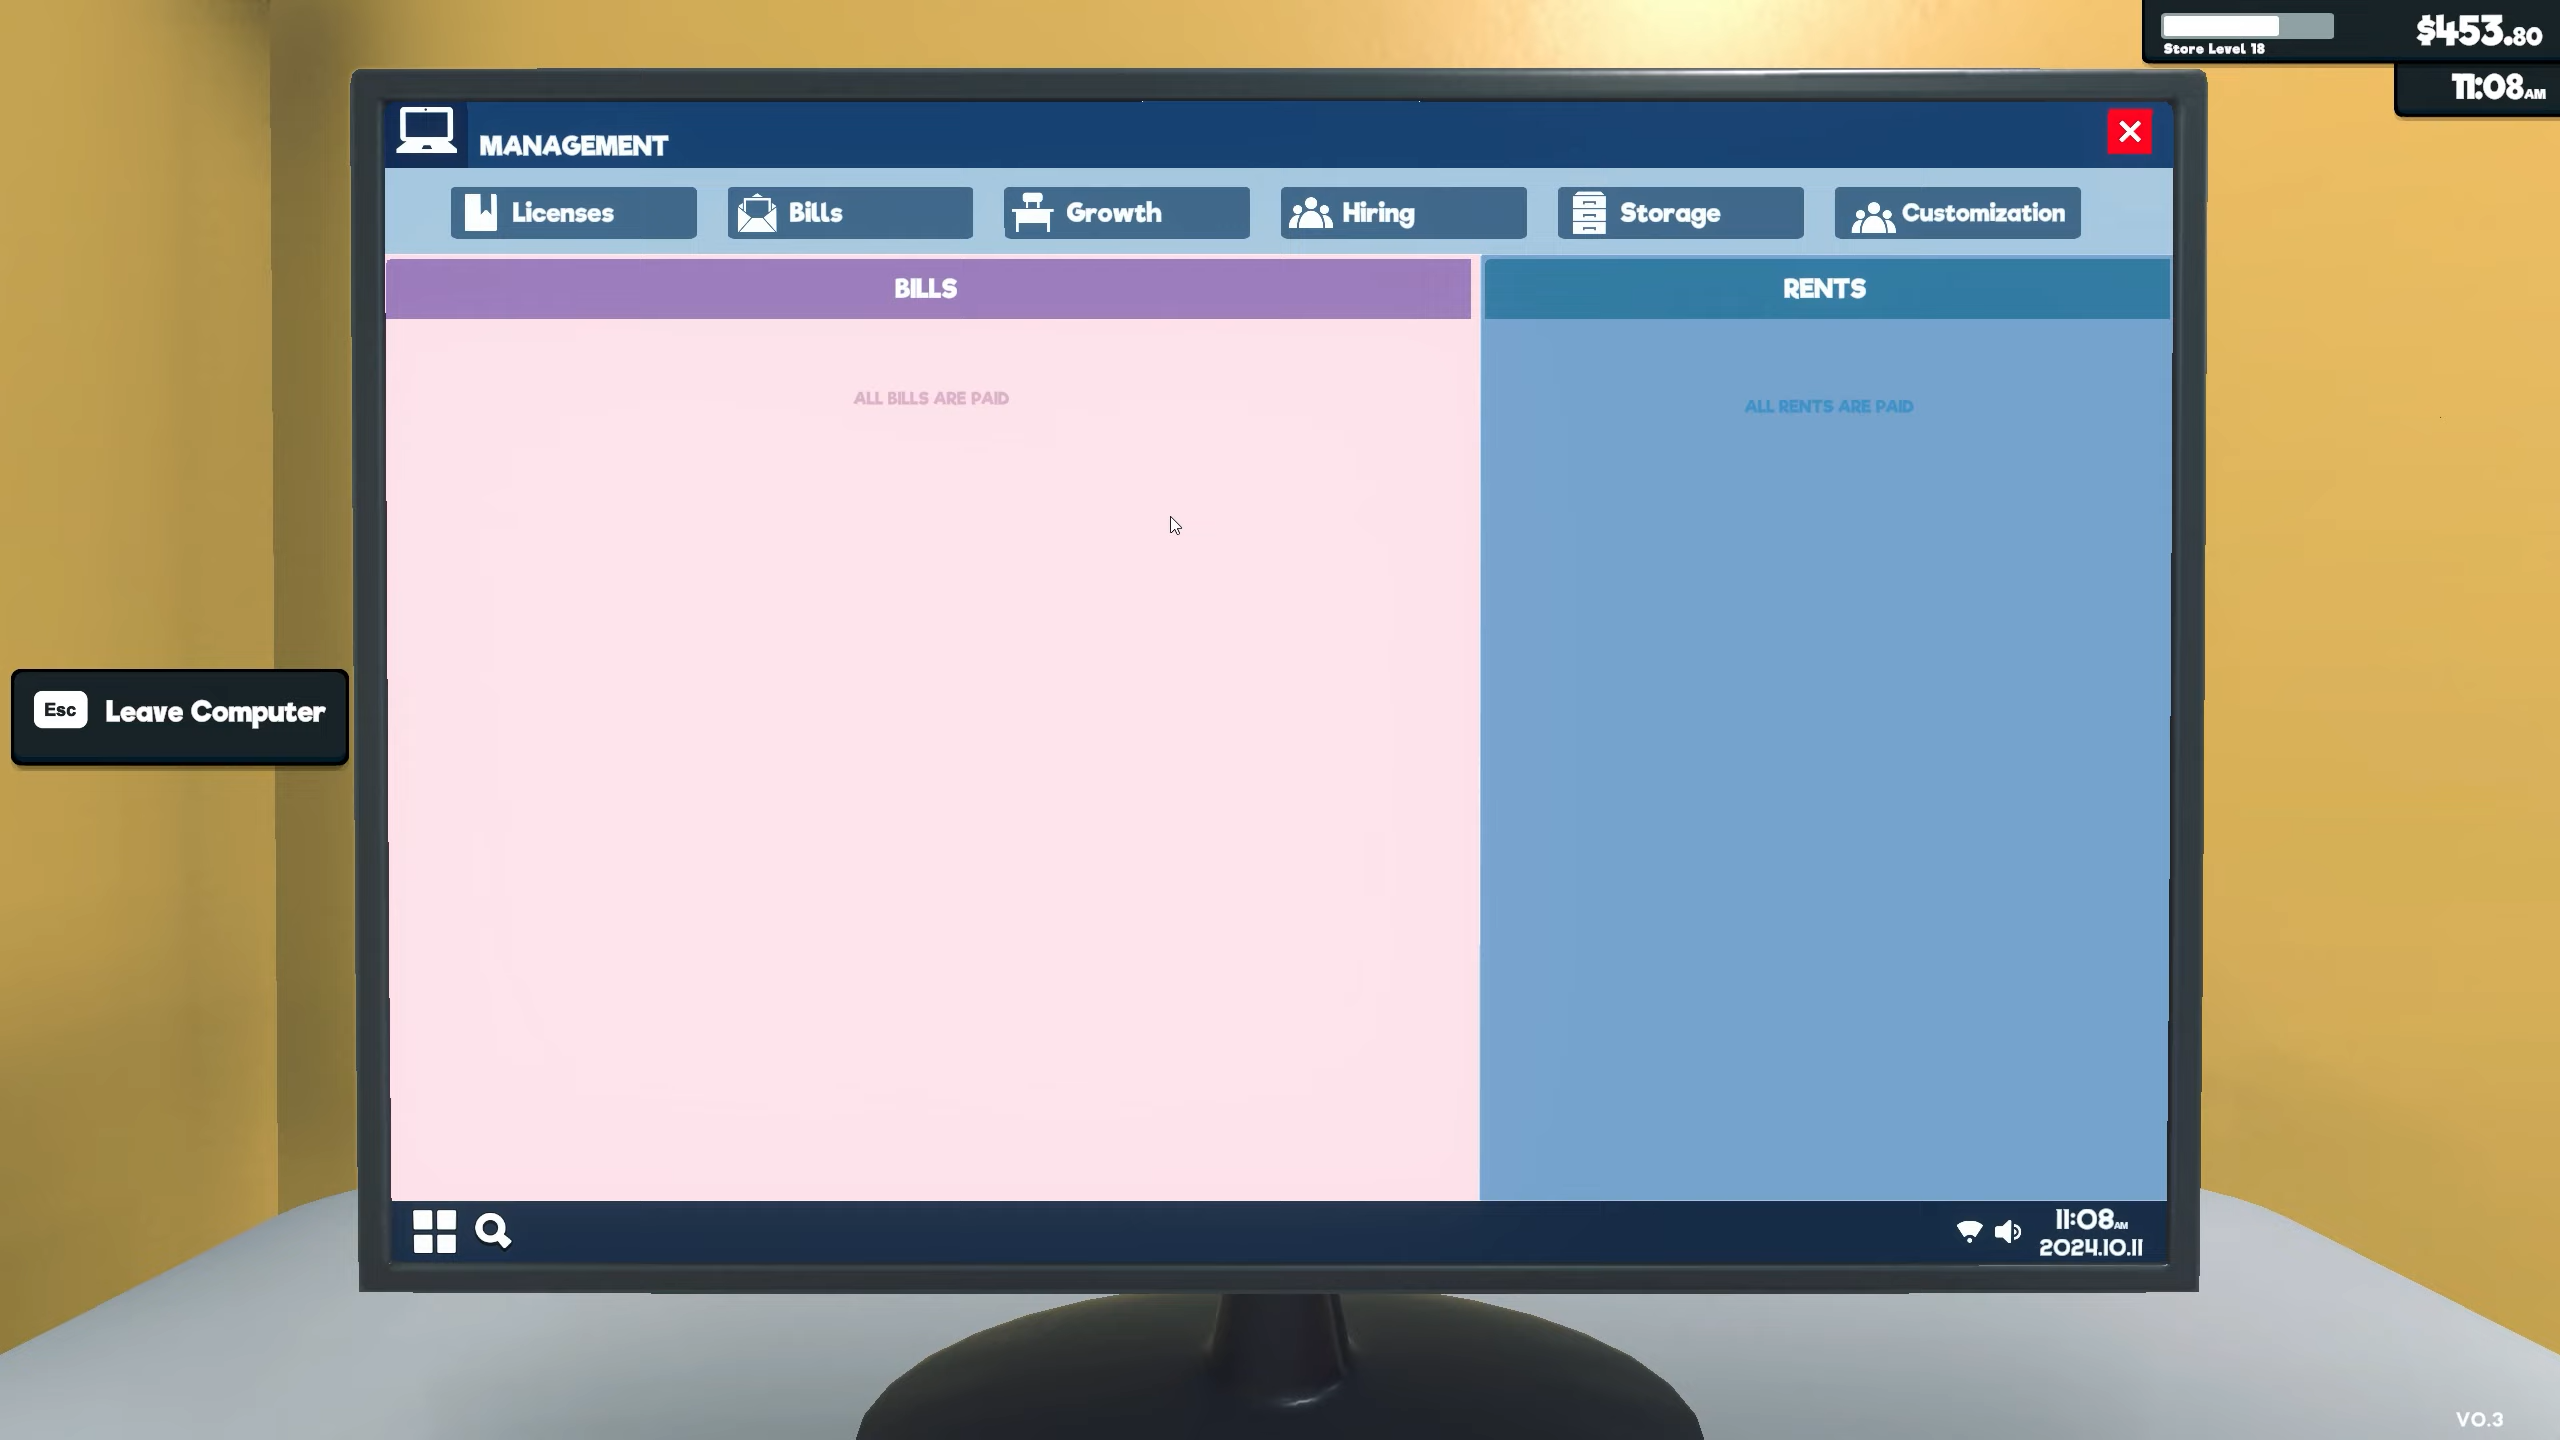 $453.80
Store Level 18
11:08AM
MANAGEMENT
Licenses
Bills
Growth
Hiring
Storage
Customization
BILLS
RENTS
ALL BILLS ARE PAID
ALL RENTS ARE PAID
Esc Leave Computer
11:08AM
2024.10.11
V0.3